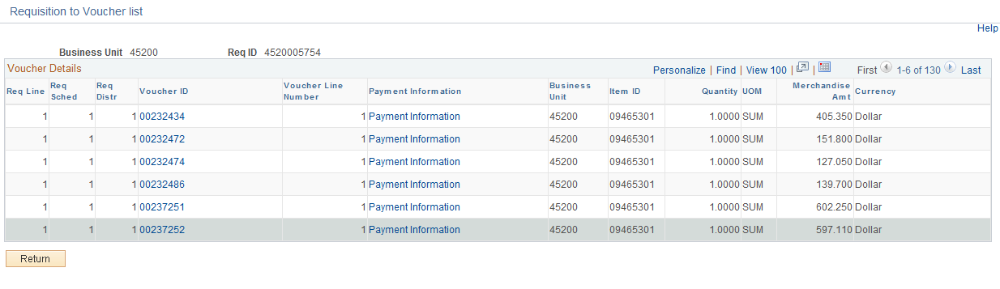 Requisition to Voucher list
Help
Business Unit 45200 Req ID 4520005754
Voucher Details Personalize | Find | View 100 | | First 1-6 of 130 Last
Req Line Req Sched Req Distr Voucher ID Voucher Line Number Payment Information Business Unit Item ID Quantity UOM Merchandise Amt Currency
1 1 1 00232434 1 Payment Information 45200 09465301 1.0000 SUM 405.350 Dollar
1 1 1 00232472 1 Payment Information 45200 09465301 1.0000 SUM 151.800 Dollar
1 1 1 00232474 1 Payment Information 45200 09465301 1.0000 SUM 127.050 Dollar
1 1 1 00232486 1 Payment Information 45200 09465301 1.0000 SUM 139.700 Dollar
1 1 1 00237251 1 Payment Information 45200 09465301 1.0000 SUM 602.250 Dollar
1 1 1 00237252 1 Payment Information 45200 09465301 1.0000 SUM 597.110 Dollar
Return